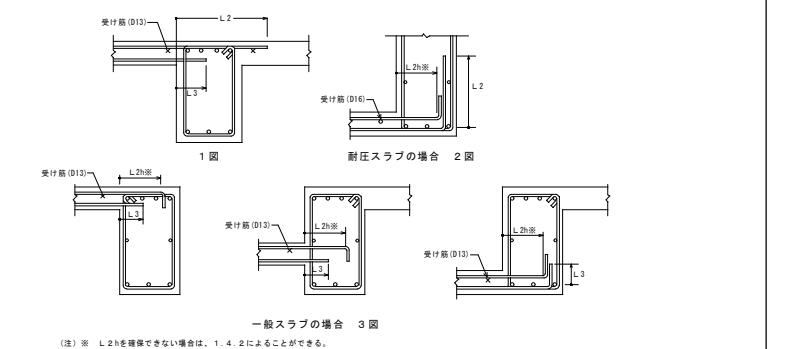 受け筋(D13)
L2
L3
1図
受け筋(D16)
L2h※
L2
耐圧スラブの場合　2図
受け筋(D13)
L2h※
L3
受け筋(D13)
L2h※
L3
受け筋(D13)
L2h※
L3
一般スラブの場合　3図
(注)※　L2hを確保できない場合は、1.4.2によることができる。